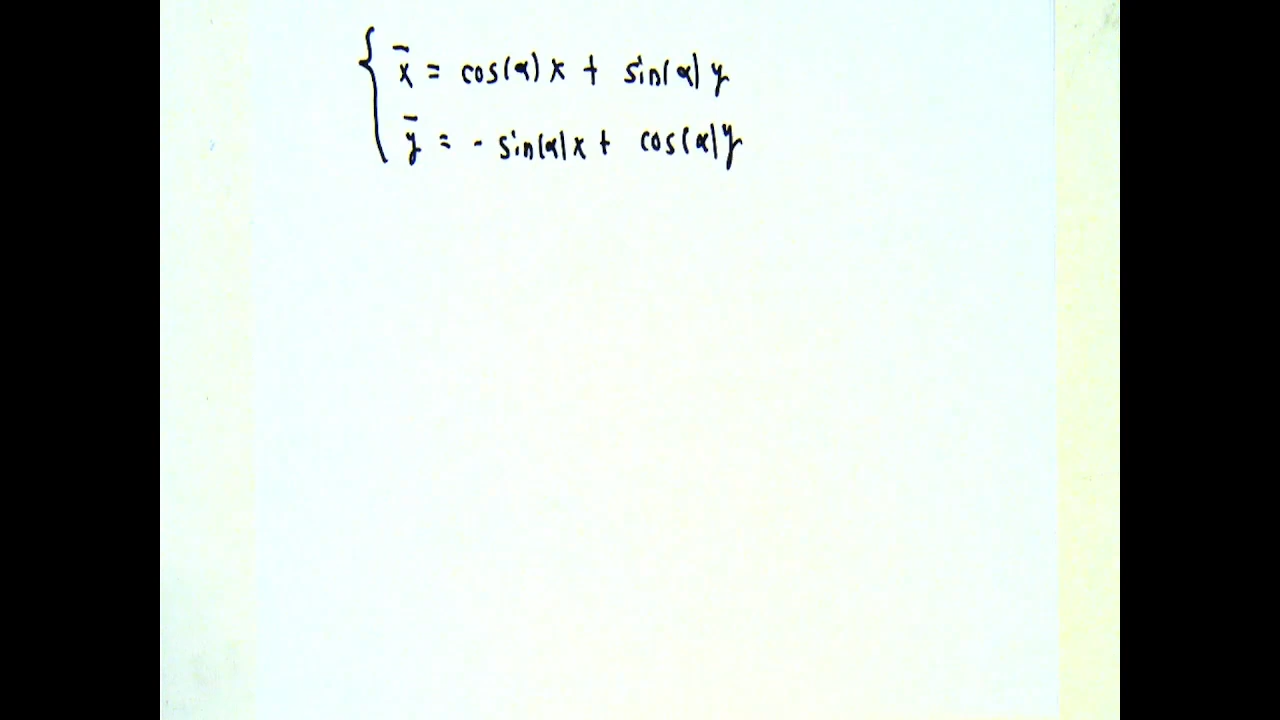 x̄ = cos(α) x + sin(α) y
ȳ = - sin(α) x + cos(α) y